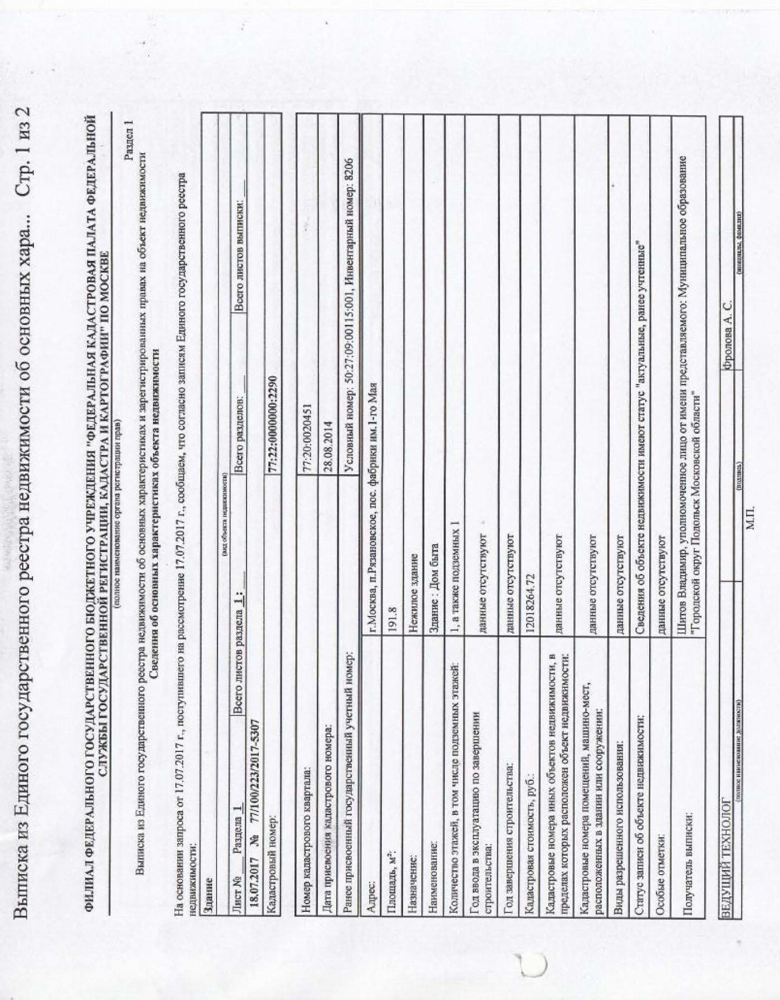 Выписка из Единого государственного реестра недвижимости об основных хара... Стр. 1 из 2
ФИЛИАЛ ФЕДЕРАЛЬНОГО ГОСУДАРСТВЕННОГО БЮДЖЕТНОГО УЧРЕЖДЕНИЯ "ФЕДЕРАЛЬНАЯ КАДАСТРОВАЯ ПАЛАТА ФЕДЕРАЛЬНОЙ
СЛУЖБЫ ГОСУДАРСТВЕННОЙ РЕГИСТРАЦИИ, КАДАСТРА И КАРТОГРАФИИ" ПО МОСКВЕ
(полное наименование органа регистрации прав)
Раздел 1
Выписка из Единого государственного реестра недвижимости об основных характеристиках и зарегистрированных правах на объект недвижимости
Сведения об основных характеристиках объекта недвижимости
На основании запроса от 17.07.2017 г., поступившего на рассмотрение 17.07.2017 г., сообщаем, что согласно записям Единого государственного реестра
недвижимости:
Здание
(вид объекта недвижимости)
Лист № ___ Раздела 1 Всего листов раздела 1: ___ Всего разделов: ___ Всего листов выписки: ___
18.07.2017 № 77/100/223/2017-5307
Кадастровый номер: 77:22:0000000:2290
Номер кадастрового квартала: 77:20:0020451
Дата присвоения кадастрового номера: 28.08.2014
Ранее присвоенный государственный учетный номер: Условный номер: 50:27:09:00115:001, Инвентарный номер: 8206
Адрес: г.Москва, п.Рязановское, пос. фабрики им.1-го Мая
Площадь, м²: 191.8
Назначение: Нежилое здание
Наименование: Здание : Дом быта
Количество этажей, в том числе подземных этажей: 1, а также подземных 1
Год ввода в эксплуатацию по завершении
строительства: данные отсутствуют
Год завершения строительства: данные отсутствуют
Кадастровая стоимость, руб.: 12018264.72
Кадастровые номера иных объектов недвижимости, в
пределах которых расположен объект недвижимости: данные отсутствуют
Кадастровые номера помещений, машино-мест,
расположенных в здании или сооружении: данные отсутствуют
Виды разрешенного использования: данные отсутствуют
Статус записи об объекте недвижимости: Сведения об объекте недвижимости имеют статус "актуальные, ранее учтенные"
Особые отметки: данные отсутствуют
Получатель выписки: Шитов Владимир, уполномоченное лицо от имени представляемого: Муниципальное образование
"Городской округ Подольск Московской области"
ВЕДУЩИЙ ТЕХНОЛОГ Фролова А. С.
(полное наименование должности) (подпись) (инициалы, фамилия)
М.П.